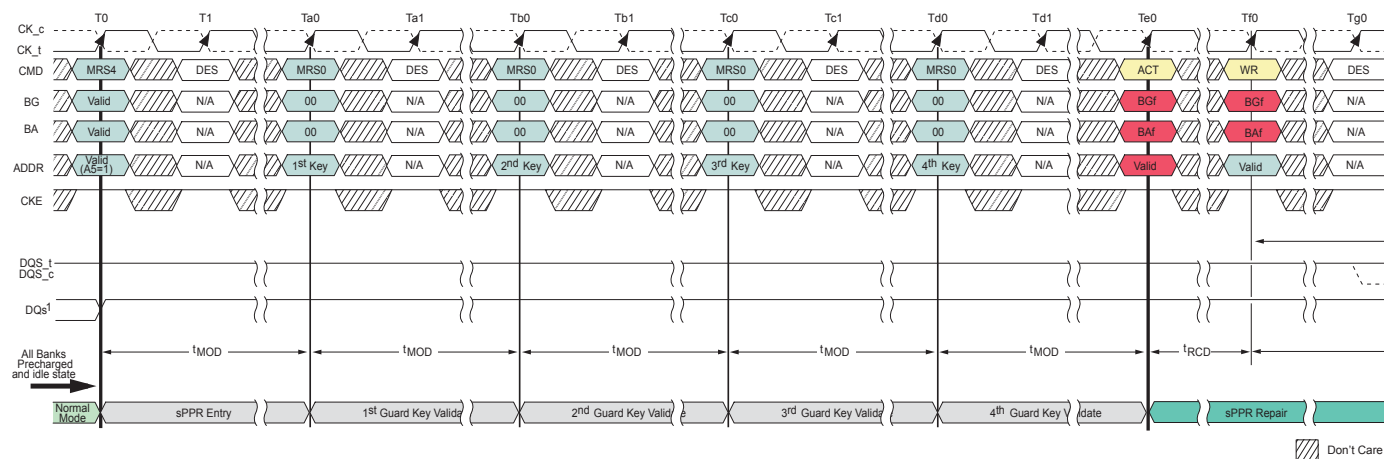 T0 T1 Ta0 Ta1 Tb0 Tb1 Tc0 Tc1 Td0 Td1 Te0 Tf0 Tg0
CK_c
CK_t
CMD MRS4 DES MRS0 DES MRS0 DES MRS0 DES MRS0 DES ACT WR DES
BG Valid N/A 00 N/A 00 N/A 00 N/A 00 N/A BGf BGf N/A
BA Valid N/A 00 N/A 00 N/A 00 N/A 00 N/A BAf BAf N/A
ADDR Valid (A5=1) N/A 1st Key N/A 2nd Key N/A 3rd Key N/A 4th Key N/A Valid Valid N/A
CKE
DQS_t
DQS_c
DQs1
All Banks
Precharged
and idle state
tMOD tMOD tMOD tMOD tMOD tRCD
Normal Mode sPPR Entry 1st Guard Key Valida 2nd Guard Key Validate 3rd Guard Key Valida 4th Guard Key Validate sPPR Repair
Don't Care